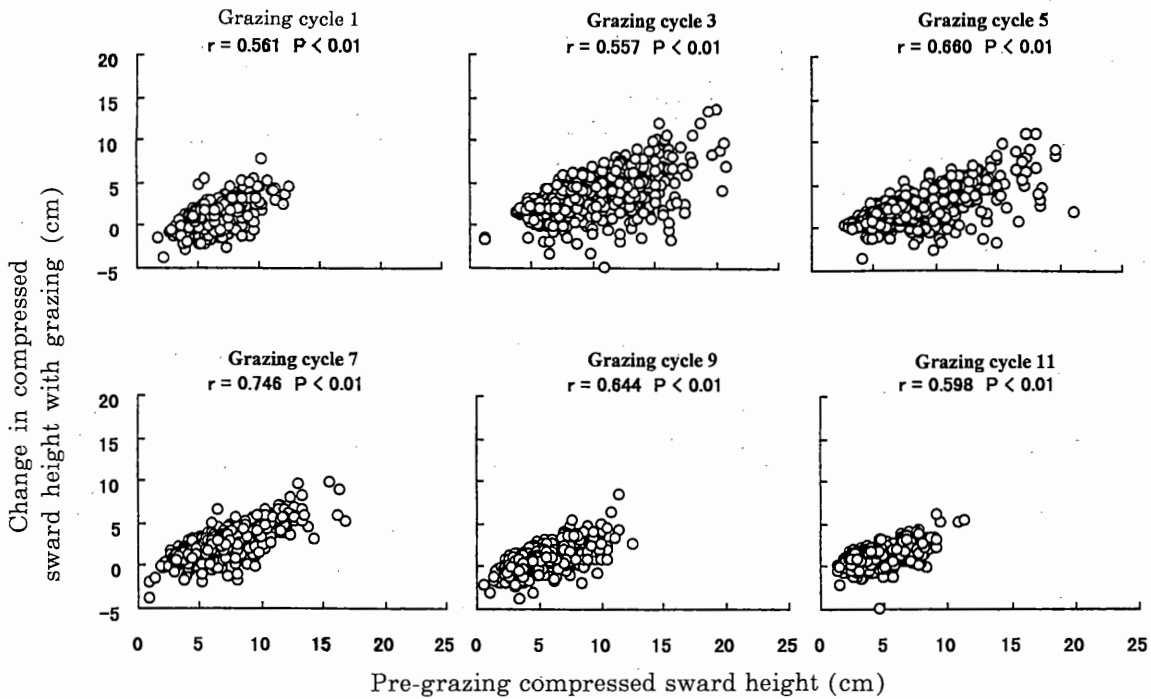 Grazing cycle 1
r = 0.561 P < 0.01
Grazing cycle 3
r = 0.557 P < 0.01
Grazing cycle 5
r = 0.660 P < 0.01
20
15
10
5
0
−5
Grazing cycle 7
r = 0.746 P < 0.01
Grazing cycle 9
r = 0.644 P < 0.01
Grazing cycle 11
r = 0.598 P < 0.01
20
15
10
5
0
−5
0 5 10 15 20 25
0 5 10 15 20 25
0 5 10 15 20 25
Change in compressed
sward height with grazing (cm)
Pre-grazing compressed sward height (cm)